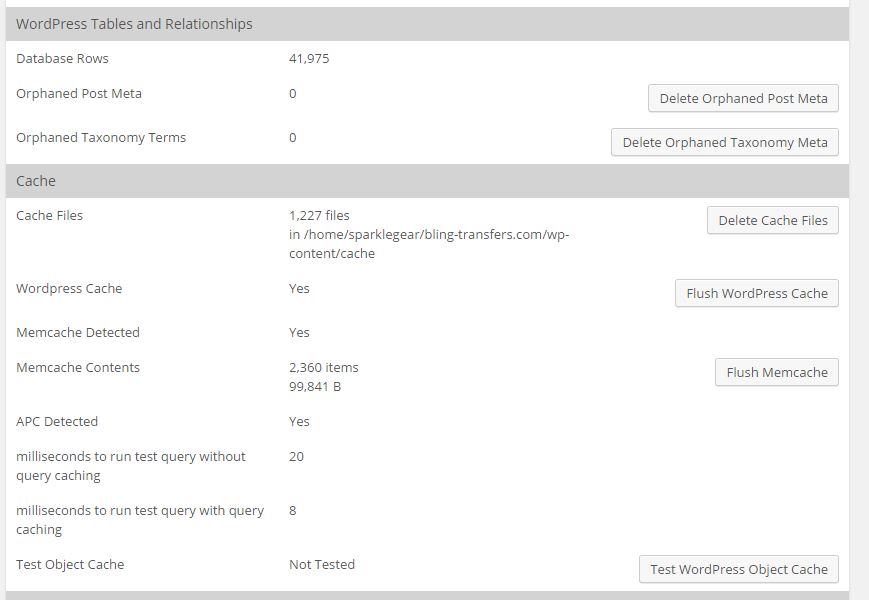 WordPress Tables and Relationships
Database Rows 41,975
Orphaned Post Meta 0 Delete Orphaned Post Meta
Orphaned Taxonomy Terms 0 Delete Orphaned Taxonomy Meta
Cache
Cache Files 1,227 files Delete Cache Files
in /home/sparklegear/bling-transfers.com/wp-
content/cache
Wordpress Cache Yes Flush WordPress Cache
Memcache Detected Yes
Memcache Contents 2,360 items Flush Memcache
99,841 B
APC Detected Yes
milliseconds to run test query without 20
query caching
milliseconds to run test query with query 8
caching
Test Object Cache Not Tested Test WordPress Object Cache